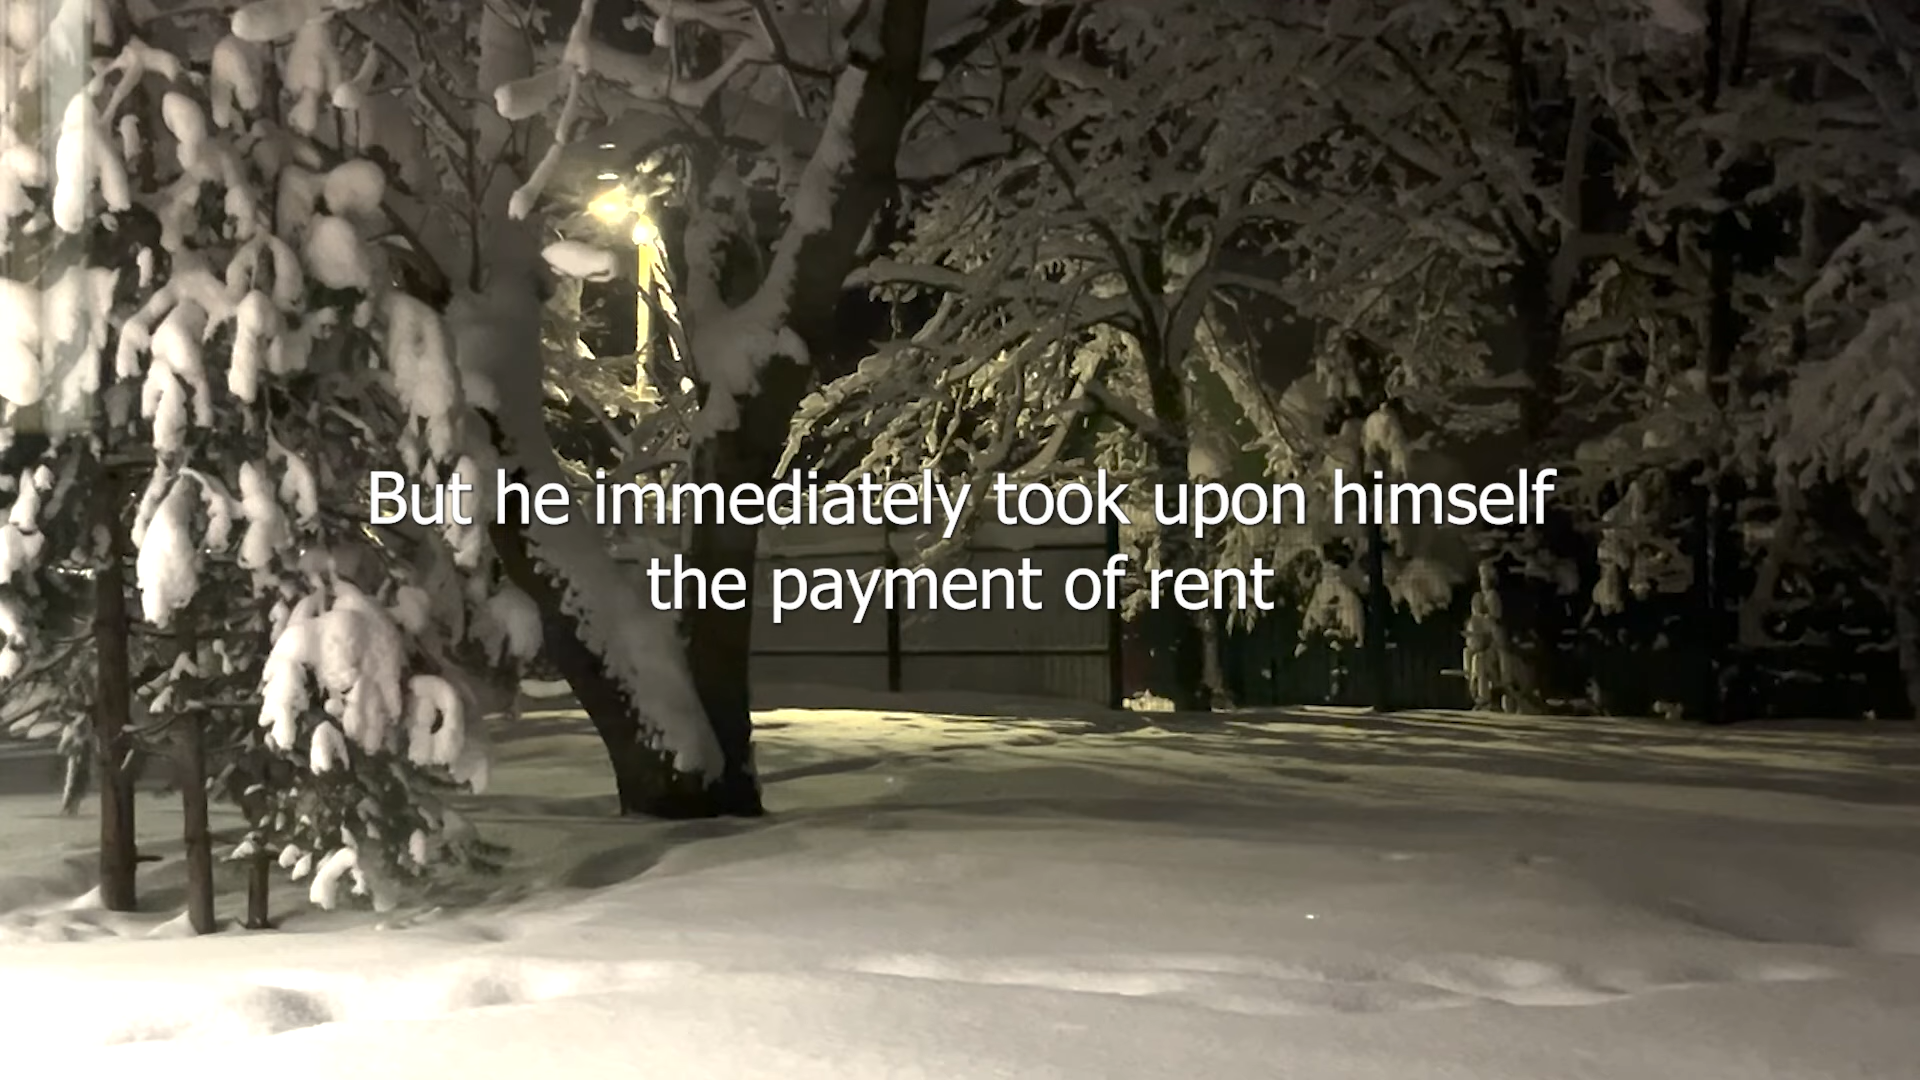 But he immediately took upon himself
the payment of rent